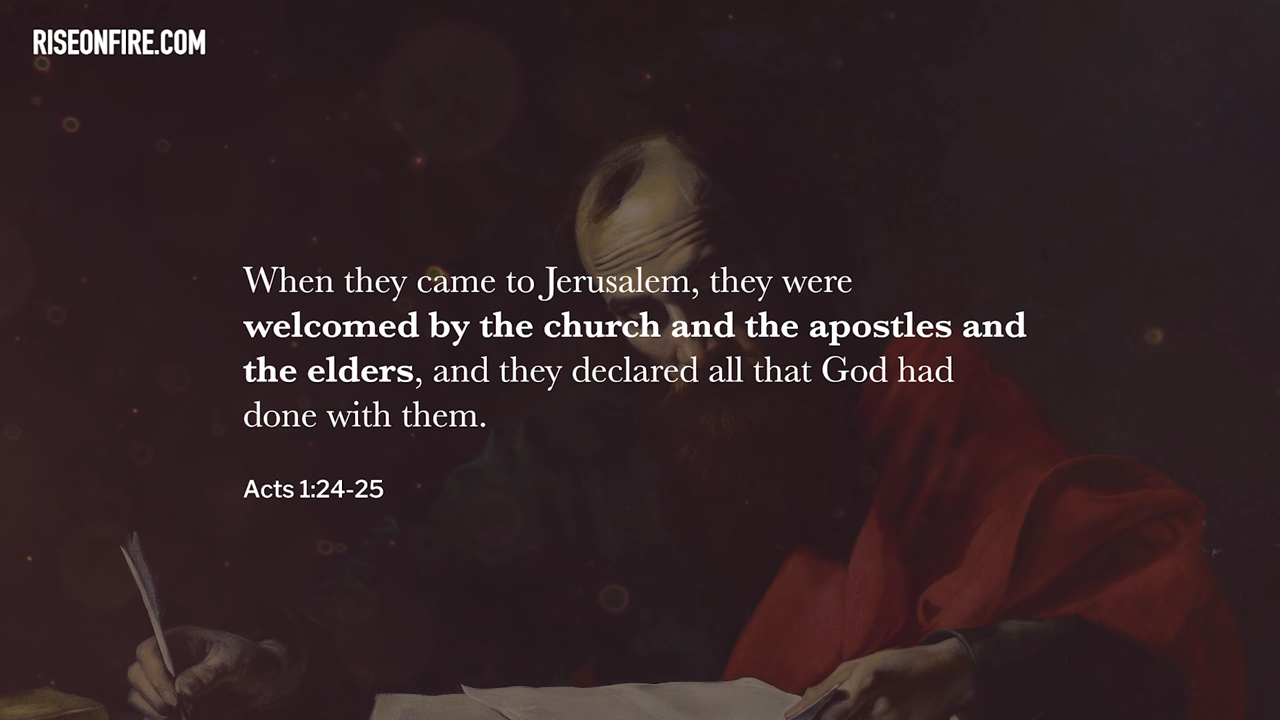 RISEONFIRE.COM
When they came to Jerusalem, they were
welcomed by the church and the apostles and
the elders, and they declared all that God had
done with them.
Acts 1:24-25